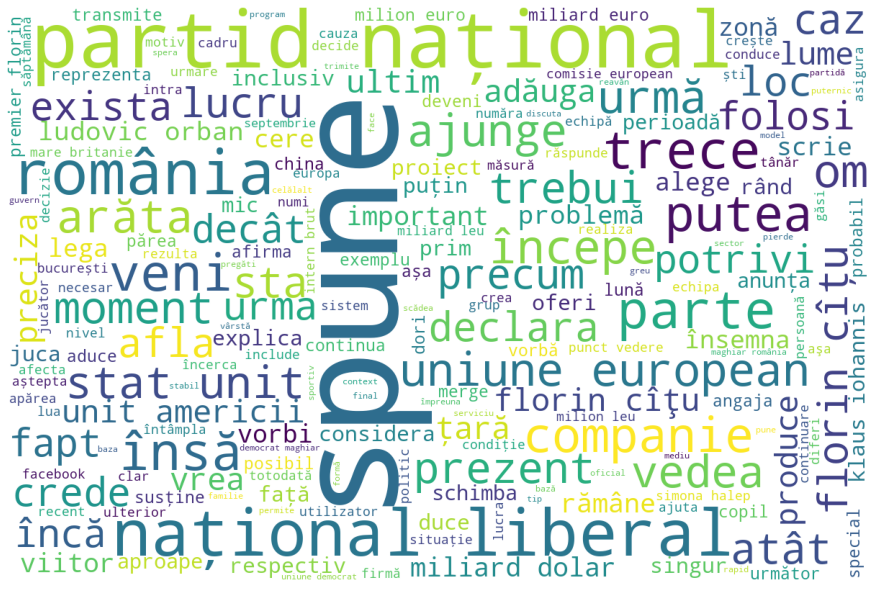 transmite
program
milion euro
miliard euro
zonă
caz
partid național
motiv
cauza
cadru
decide
crește
conduce
lume
săptămână
spera
trimite
comisie european
partidă
știi
asigura
premier florin
reprezenta
urmare
inclusiv
ultim
adăuga
urmă
loc
puternic
exista
lucru
intra
deveni
reavăn
folosi
septembrie
număra
discuta
echipă
perioadă
model
ludovic orban
cere
face
ajunge
răspunde
trece
tânăr
scrie
mare britanie
china
proiect
măsură
om
românia
europa
celălalt
puțin
trebui
alege
rând
decizie
guvern
numi
mic
important
problemă
putea
găsi
probabil
arăta
decât
miliard leu
realiza
pierde
preciza
părea
afirma
prim
începe
sector
lega
rezulta
intern brut
exemplu
așa
precum
greu
potrivi
anunța
bucurești
veni
sta
echipa
persoană
jucător
necesar
pregăti
sistem
grup
crea
oferi
lună
moment
urma
scădea
dori
declara
parte
vârstă
spune
nivel
explica
continua
vorbă
punct vedere
însemna
maghiar românia
așa
juca
aduce
afla
include
merge
florin cîțu
afecta
încerca
sportiv
uniune european
aștepta
stabil
stat unit
context
împreuna
final
florin cîţu
angaja
apărea
unit americii
serviciu
milion leu
lua
întâmpla
vorbi
considera
țară
condiție
companie
pune
produce
continuare
diferi
klaus iohannis
fapt
însă
baza
democrat maghiar
formă
politic
mediu
facebook
clar
posibil
totodată
prezent
bază
oficial
vedea
crede
recent
susține
vrea
familie
față
schimba
tip
simona halep
ulterior
permite
utilizator
lucra
rămâne
ajuta
copil
special
încă
național liberal
duce
atât
situație
viitor
aproape
respectiv
firmă
miliard dolar
singur
rapid
următor
uniune democrat